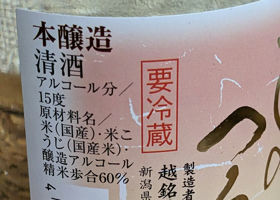 本醸造
清酒
アルコール分/
15度
原材料名/
米(国産)・米こ
うじ(国産米)・
醸造アルコール
精米歩合60%
要冷蔵
製造者
越銘
新潟県